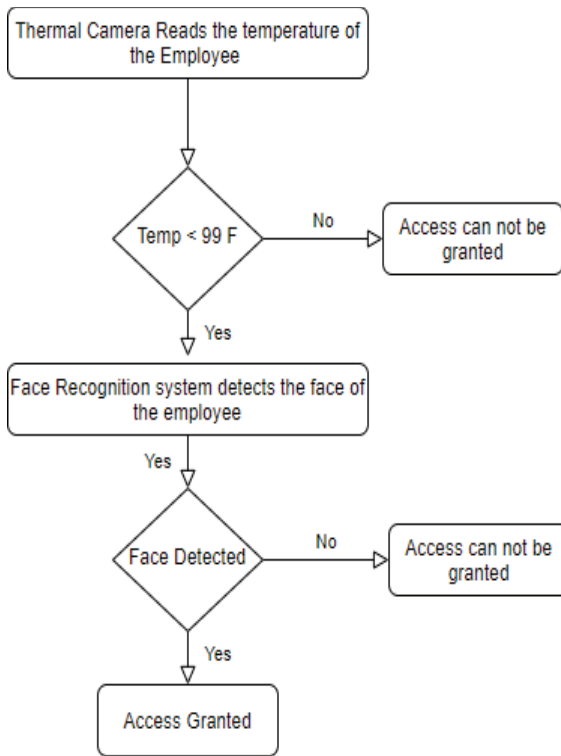 Thermal Camera Reads the temperature of
the Employee
Temp < 99 F
No
Access can not be
granted
Yes
Face Recognition system detects the face of
the employee
Yes
Face Detected
No
Access can not be
granted
Yes
Access Granted